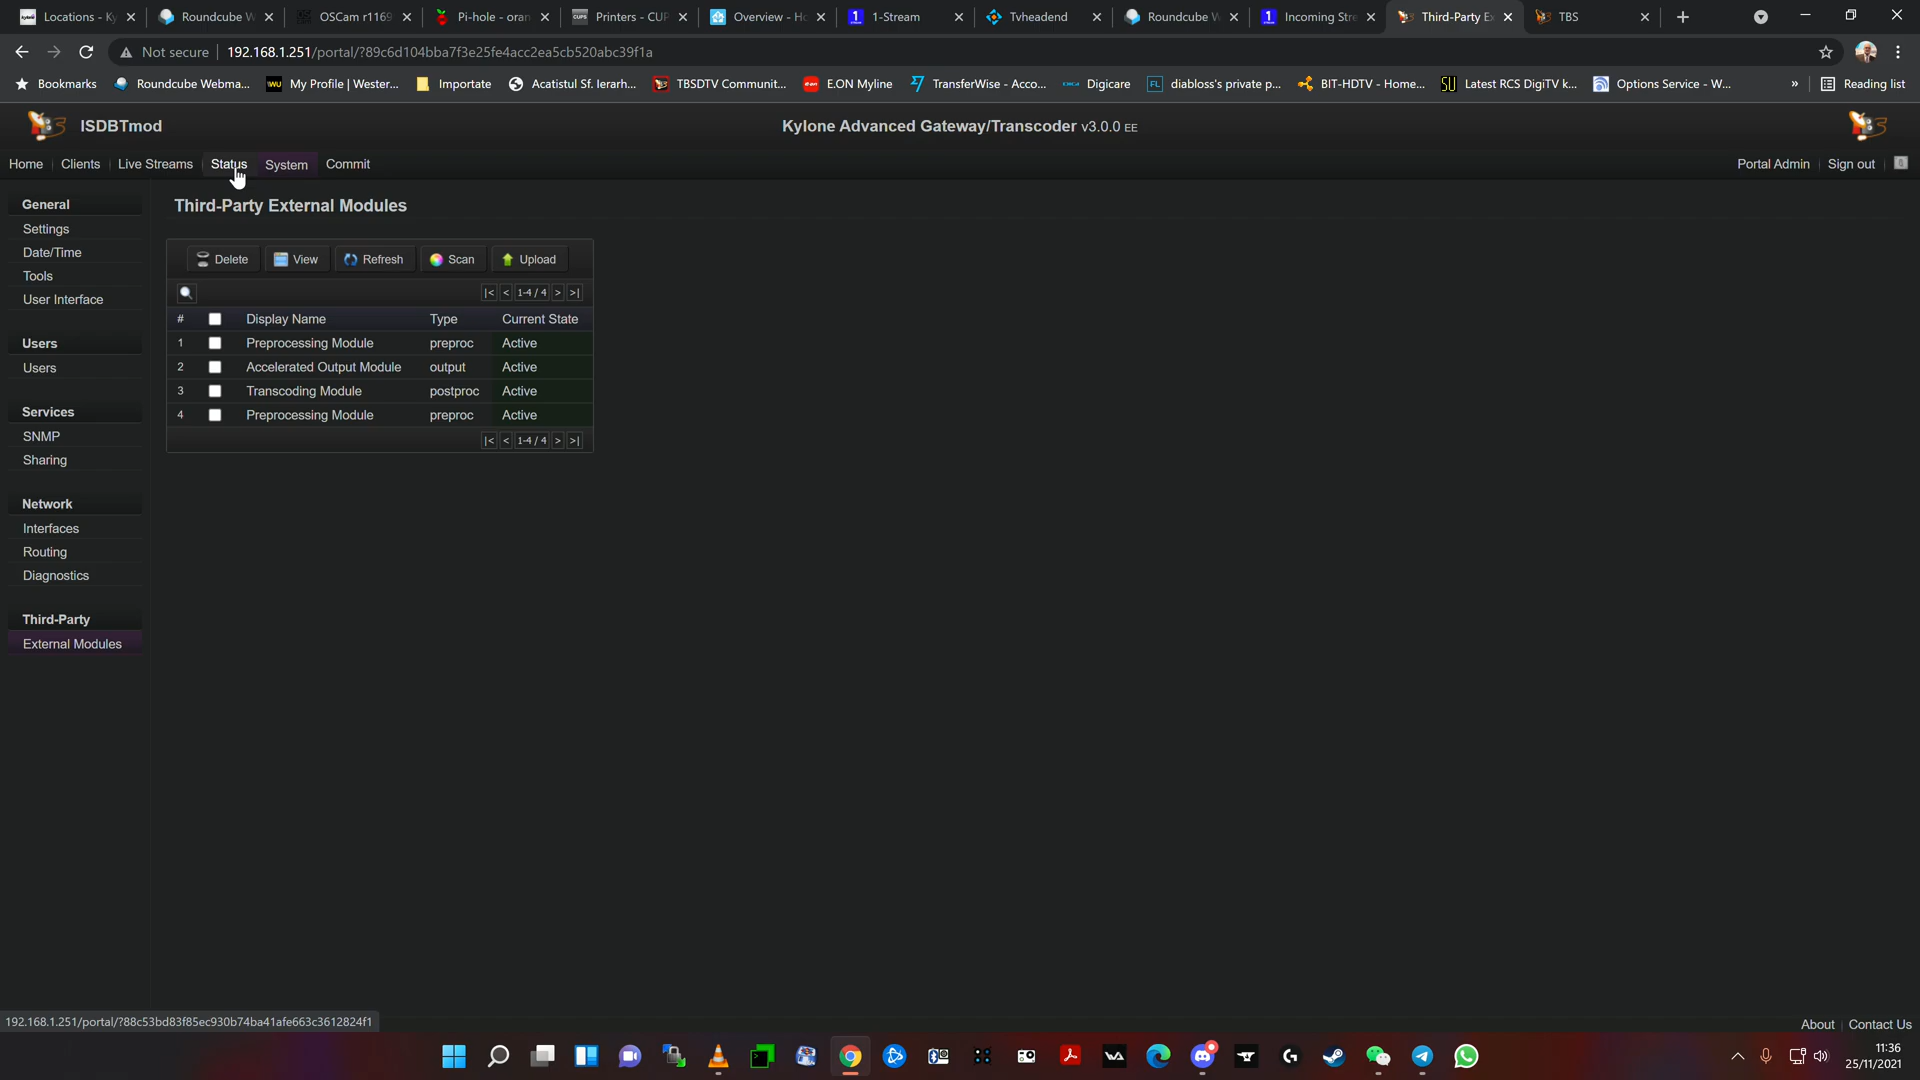 Locations - Ky
Roundcube W
OSCam r1169
Pi-hole - oran
CUPS Printers - CUP
Overview - Ho
1 1-Stream
Tvheadend
Roundcube W
1 Incoming Stre
Third-Party Ex
TBS
Not secure 192.168.1.251/portal/?89c6d104bba7f3e25fe4acc2ea5cb520abc39f1a
Bookmarks
Roundcube Webma...
WU My Profile | Wester...
Importate
Acatistul Sf. Ierarh...
TBSDTV Communit...
E.ON Myline
TransferWise - Acco...
Digicare
FL diabloss's private p...
BIT-HDTV - Home...
SU Latest RCS DigiTV k...
Options Service - W...
»
Reading list
ISDBTmod
Kylone Advanced Gateway/Transcoder v3.0.0 EE
Home Clients Live Streams Status System Commit
Portal Admin Sign out
General
Settings
Date/Time
Tools
User Interface
Users
Users
Services
SNMP
Sharing
Network
Interfaces
Routing
Diagnostics
Third-Party
External Modules
Third-Party External Modules
Delete View Refresh Scan Upload
|< < 1-4 / 4 > >|
# Display Name Type Current State
1 Preprocessing Module preproc Active
2 Accelerated Output Module output Active
3 Transcoding Module postproc Active
4 Preprocessing Module preproc Active
|< < 1-4 / 4 > >|
192.168.1.251/portal/?88c53bd83f85ec930b74ba41afe663c3612824f1
About Contact Us
11:36
25/11/2021